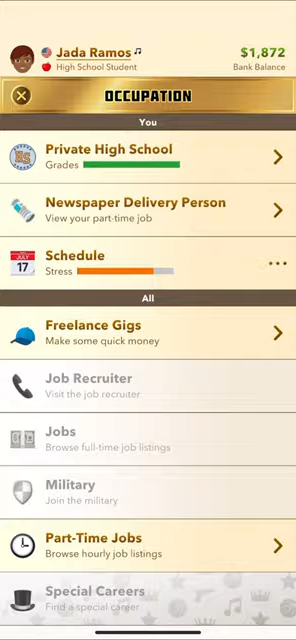 Jada Ramos
$1,872
High School Student
Bank Balance
OCCUPATION
You
HS
Private High School
Grades
Newspaper Delivery Person
View your part-time job
JULY
17
Schedule
Stress
All
Freelance Gigs
Make some quick money
Job Recruiter
Visit the job recruiter
Jobs
Browse full-time job listings
Military
Join the military
Part-Time Jobs
Browse hourly job listings
Special Careers
Find a special career